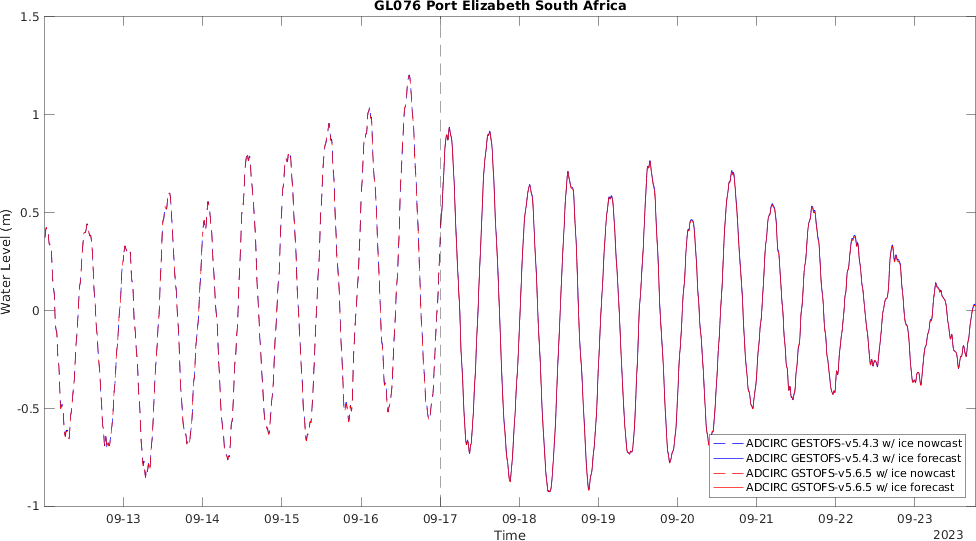 GL076 Port Elizabeth South Africa
1.5
1
0.5
0
-0.5
-1
Water Level (m)
ADCIRC GESTOFS-v5.4.3 w/ ice nowcast
ADCIRC GESTOFS-v5.4.3 w/ ice forecast
ADCIRC GSTOFS-v5.6.5 w/ ice nowcast
ADCIRC GSTOFS-v5.6.5 w/ ice forecast
09-13 09-14 09-15 09-16 09-17 09-18 09-19 09-20 09-21 09-22 09-23
Time
2023